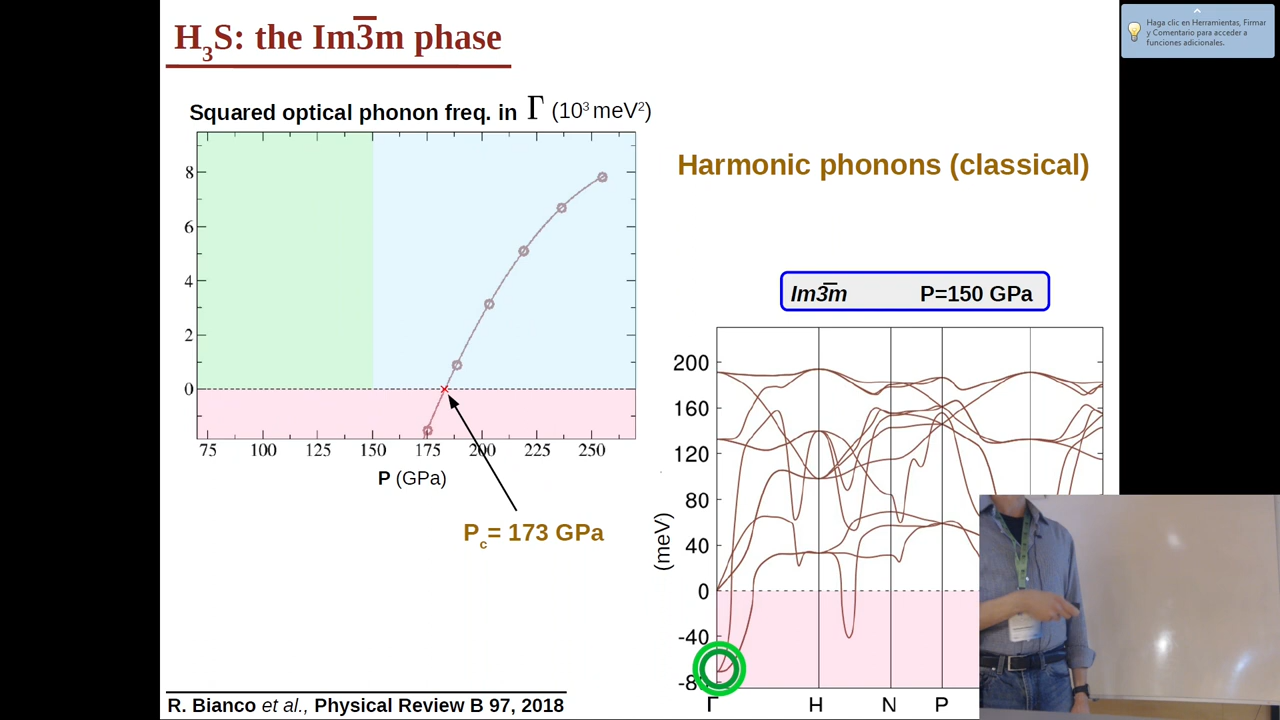 H3S: the Im3̅m phase
Haga clic en Herramientas, Firmar
y Comentario para acceder a
funciones adicionales.
Squared optical phonon freq. in Γ (10³ meV²)
Harmonic phonons (classical)
8
6
4
2
0
75 100 125 150 175 200 225 250
P (GPa)
Pc= 173 GPa
Im3̅m P=150 GPa
200
160
120
80
40
0
-40
-8
(meV)
Γ H N P
R. Bianco et al., Physical Review B 97, 2018